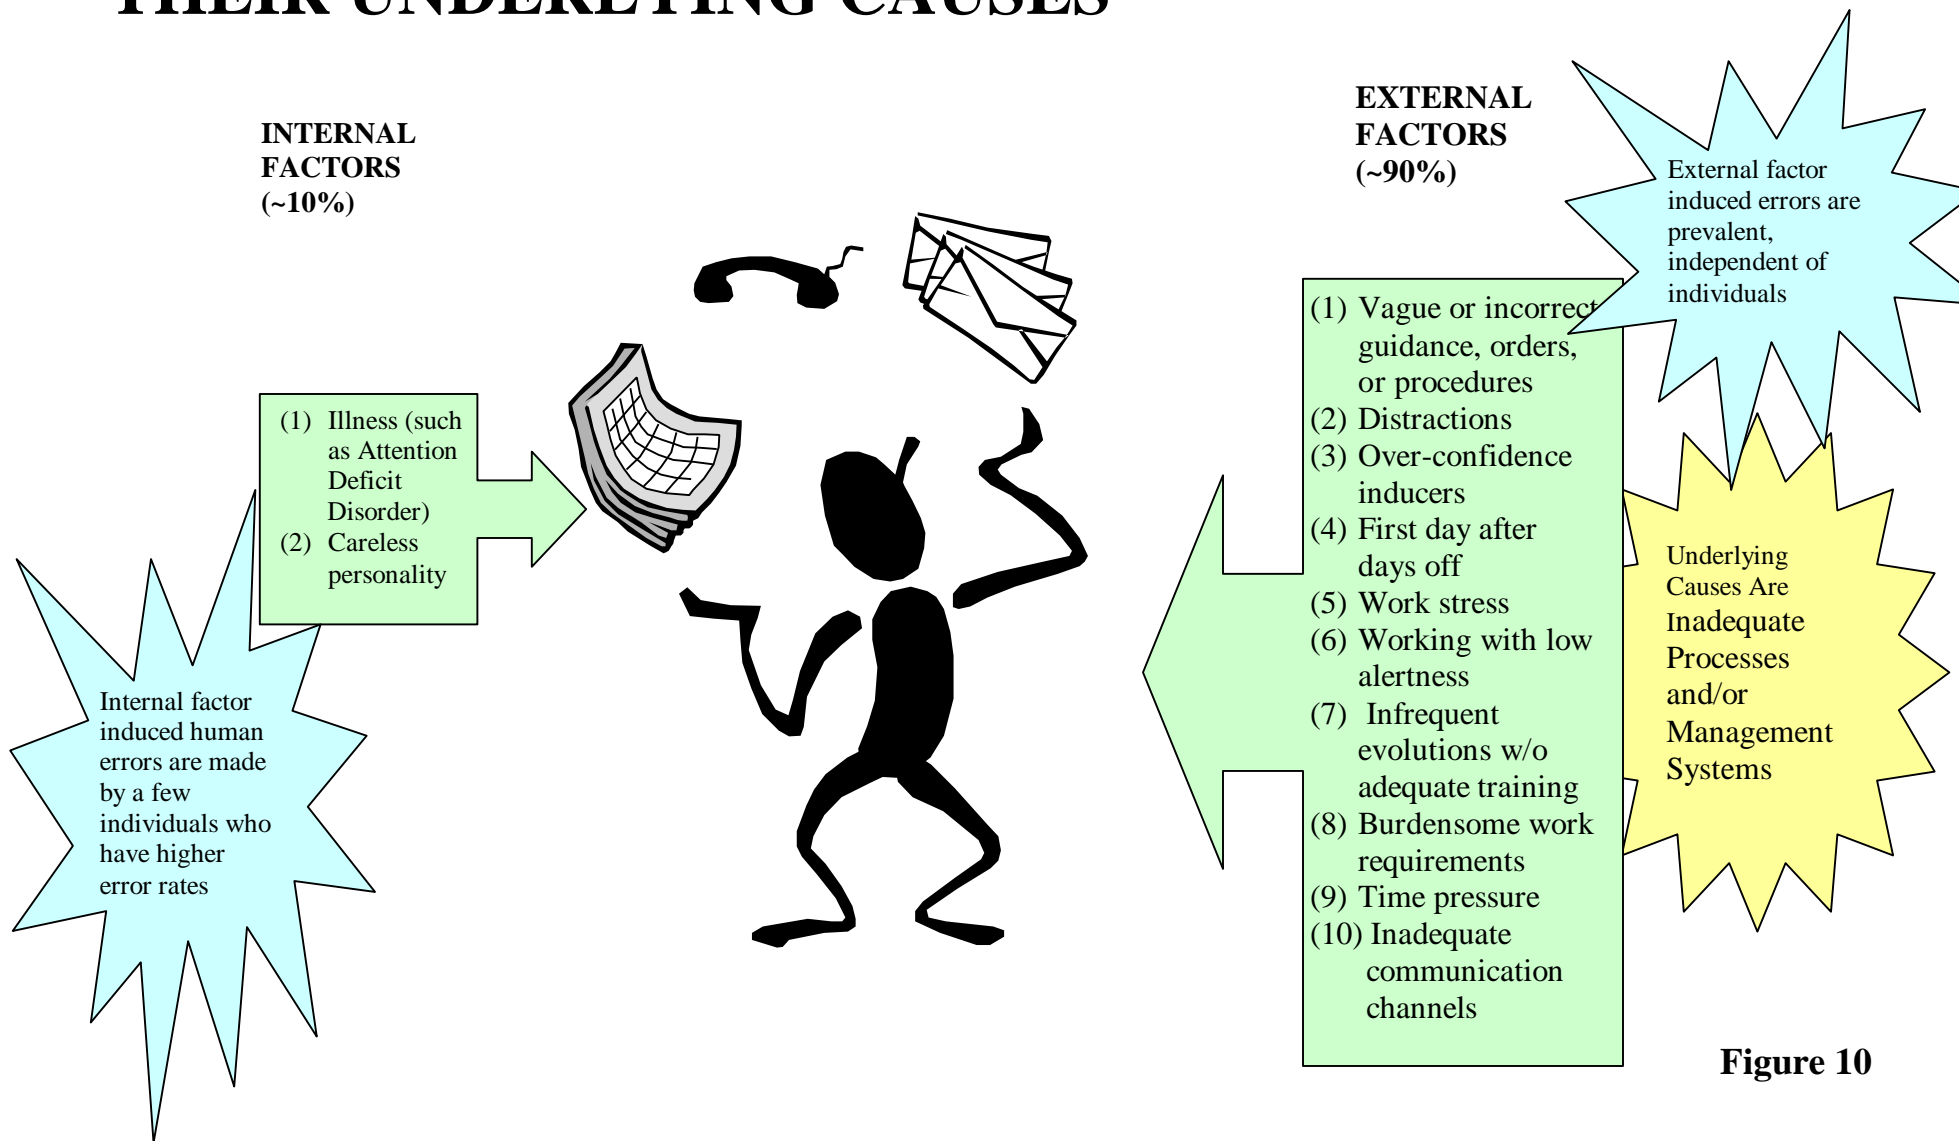 THEIR UNDERLYING CAUSES
INTERNAL
FACTORS
(~10%)
EXTERNAL
FACTORS
(~90%)
External factor
induced errors are
prevalent,
independent of
individuals
(1) Illness (such
as Attention
Deficit
Disorder)
(2) Careless
personality
Internal factor
induced human
errors are made
by a few
individuals who
have higher
error rates
(1) Vague or incorrect
guidance, orders,
or procedures
(2) Distractions
(3) Over-confidence
inducers
(4) First day after
days off
(5) Work stress
(6) Working with low
alertness
(7) Infrequent
evolutions w/o
adequate training
(8) Burdensome work
requirements
(9) Time pressure
(10) Inadequate
communication
channels
Underlying
Causes Are
Inadequate
Processes
and/or
Management
Systems
Figure 10